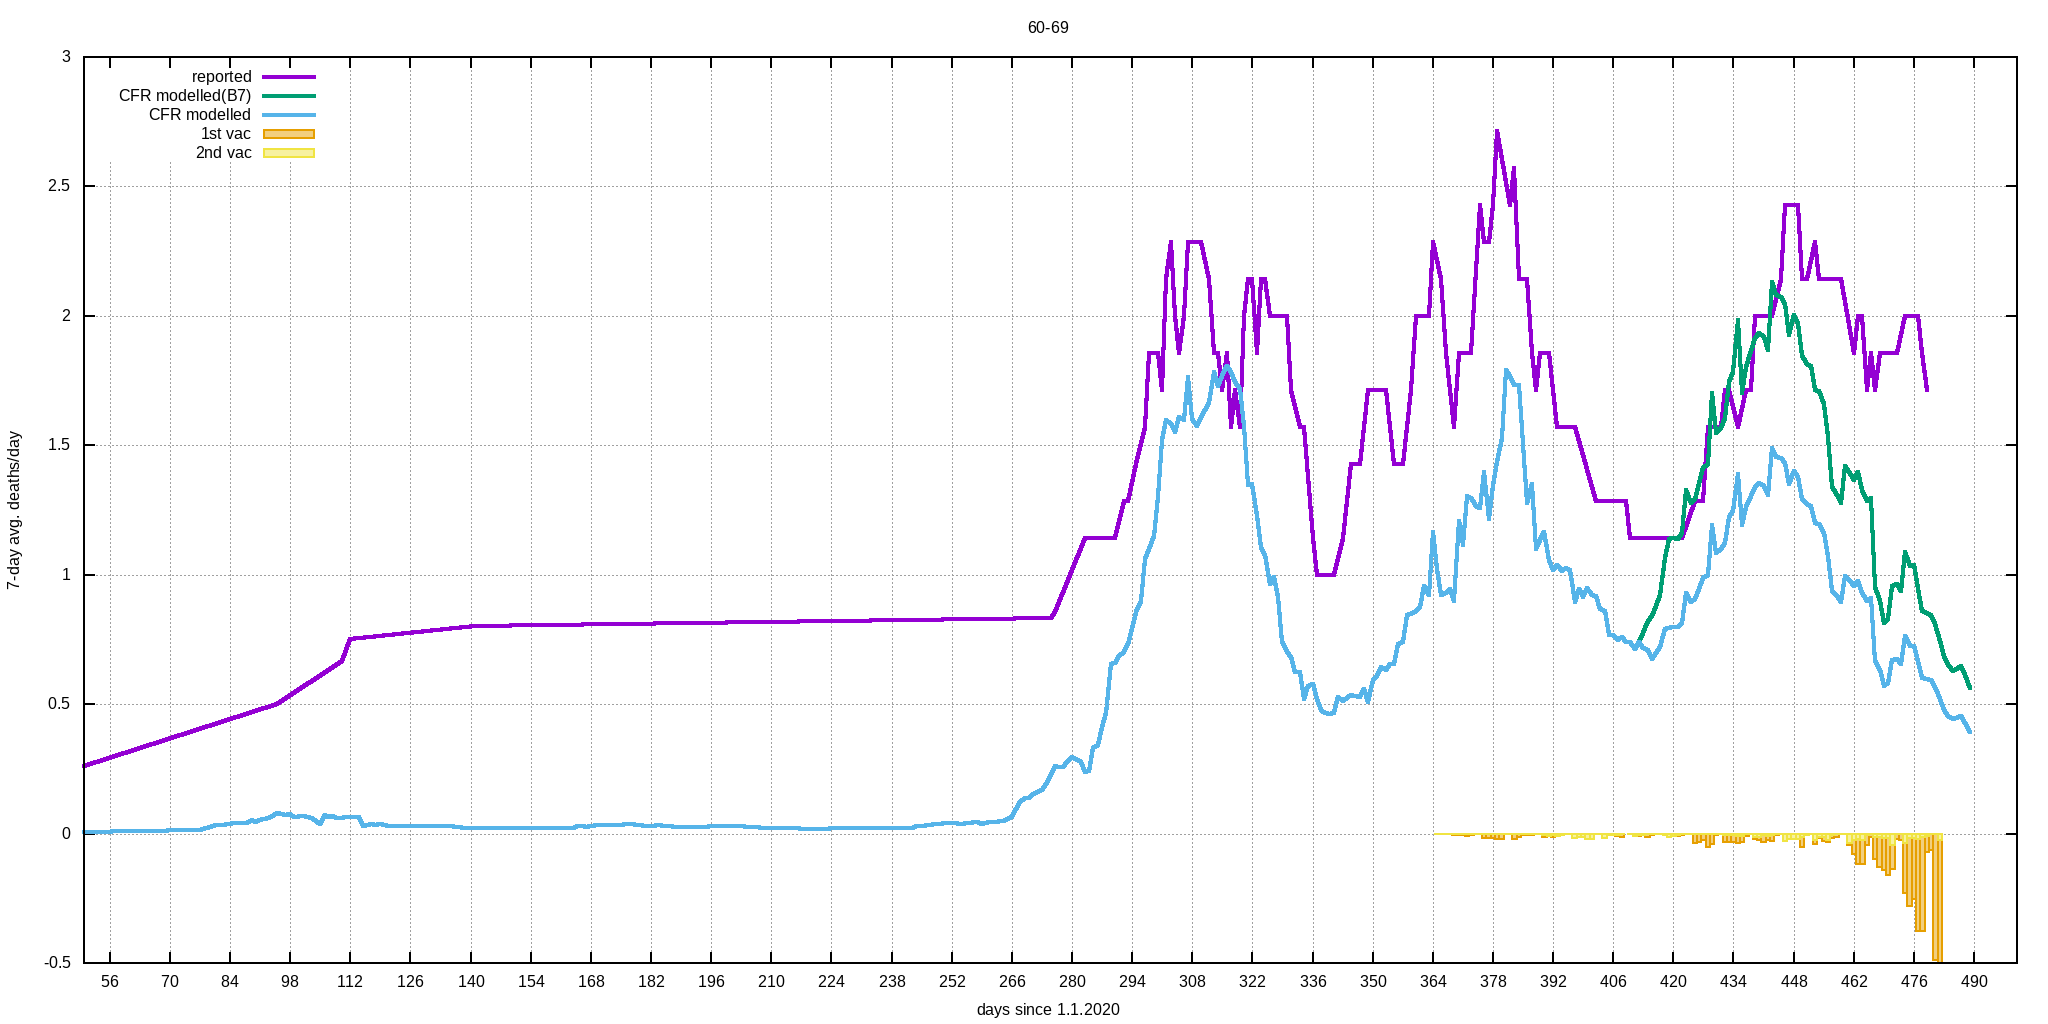 60-69
reported
CFR modelled(B7)
CFR modelled
1st vac
2nd vac
3
2.5
2
1.5
1
0.5
0
-0.5
7-day avg. deaths/day
56 70 84 98 112 126 140 154 168 182 196 210 224 238 252 266 280 294 308 322 336 350 364 378 392 406 420 434 448 462 476 490
days since 1.1.2020